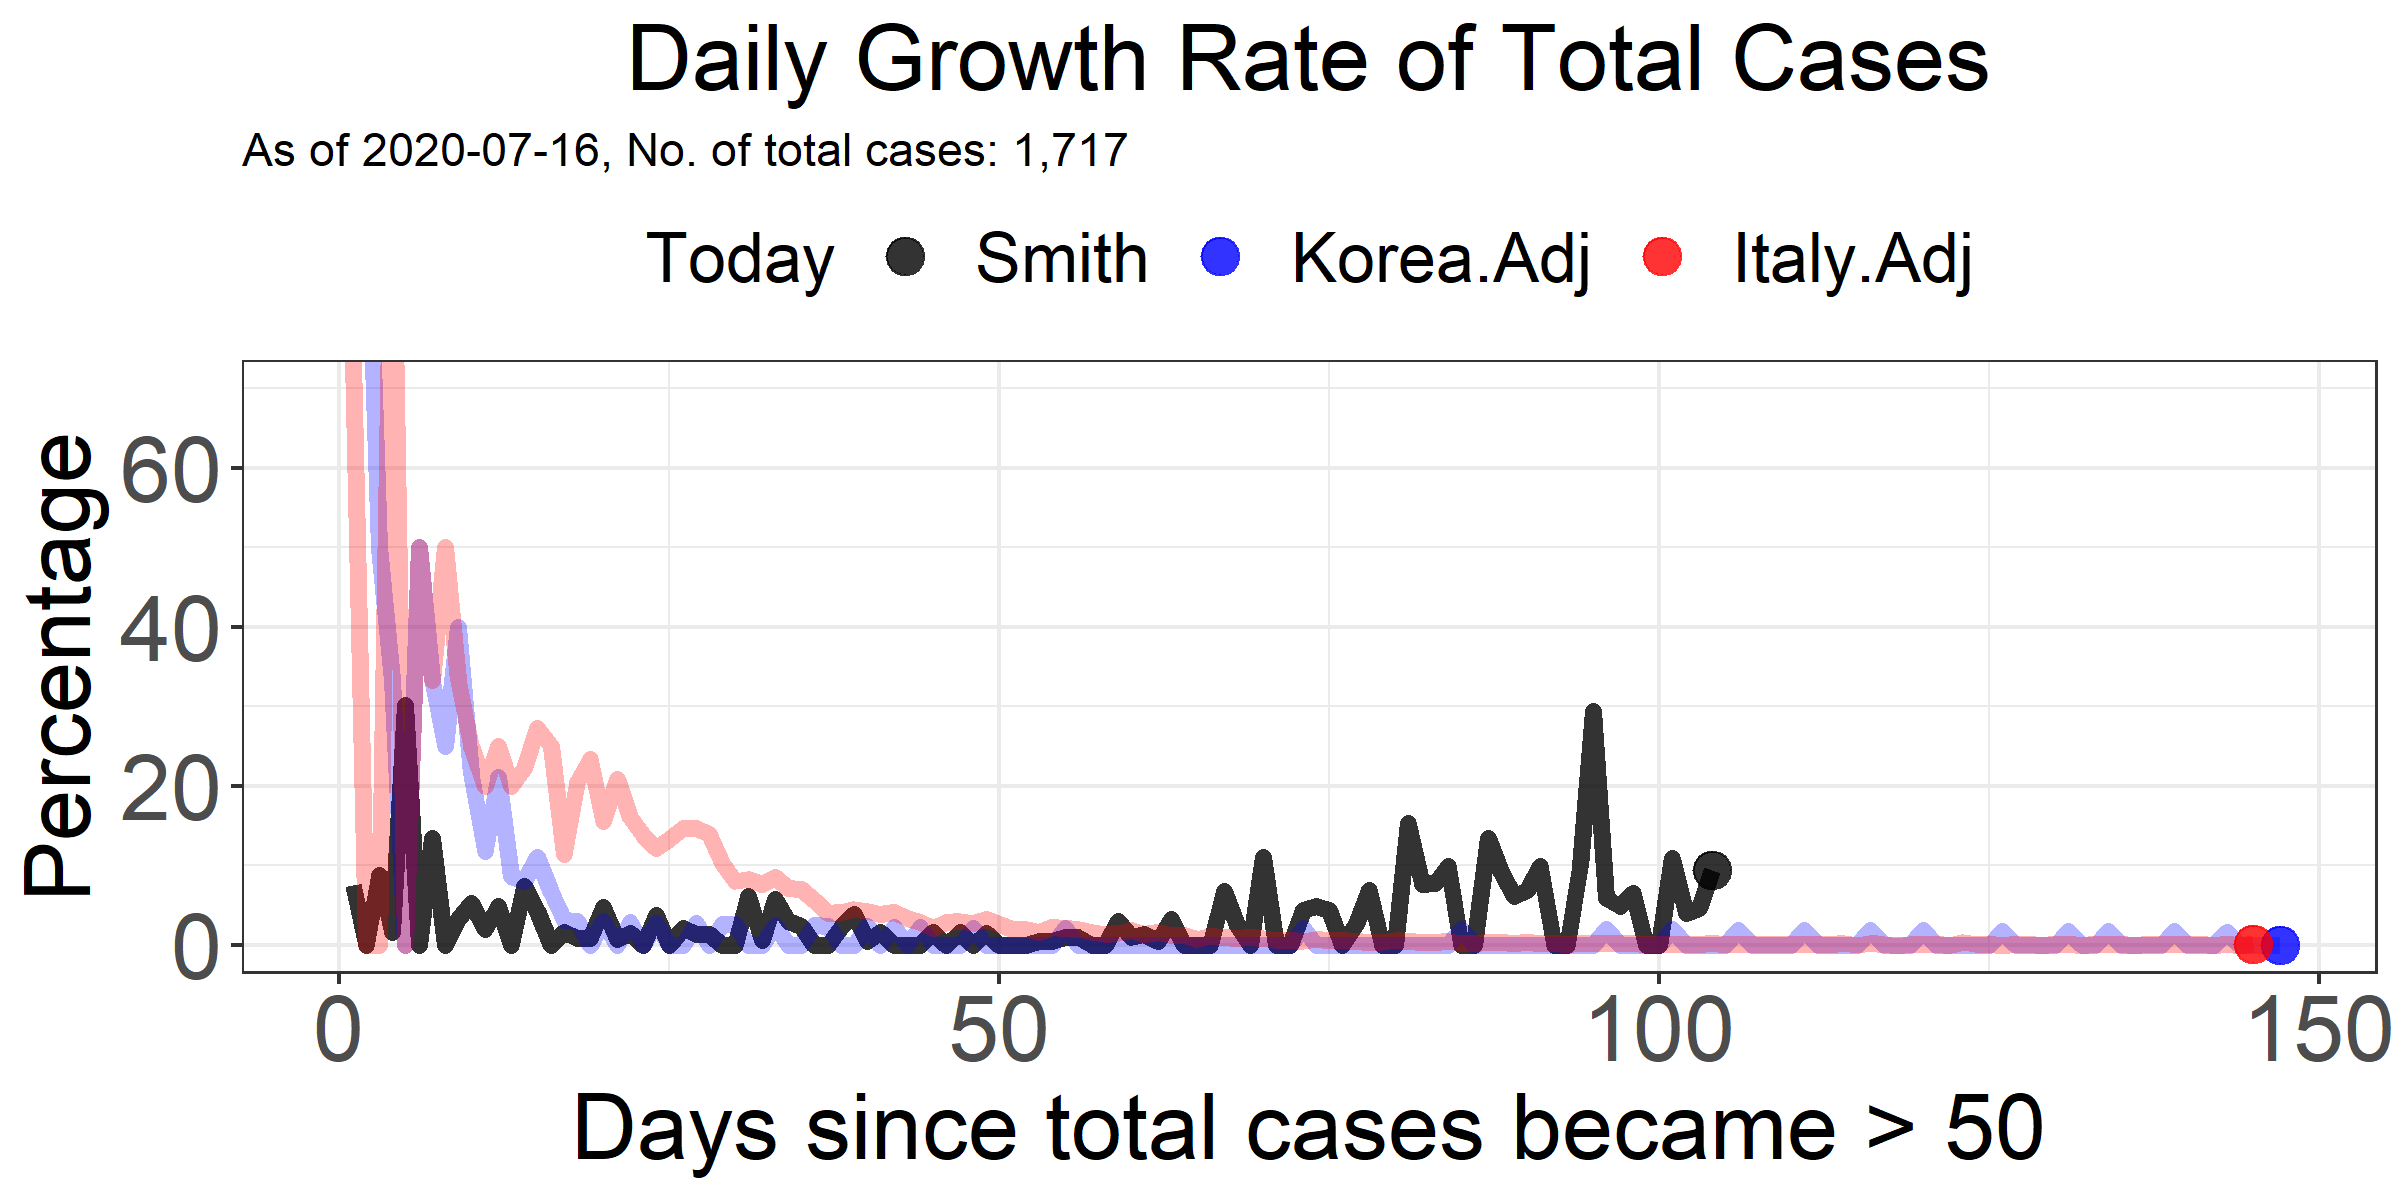 Daily Growth Rate of Total Cases
As of 2020-07-16, No. of total cases: 1,717
Today Smith Korea.Adj Italy.Adj
Percentage
60
40
20
0
0 50 100 150
Days since total cases became > 50